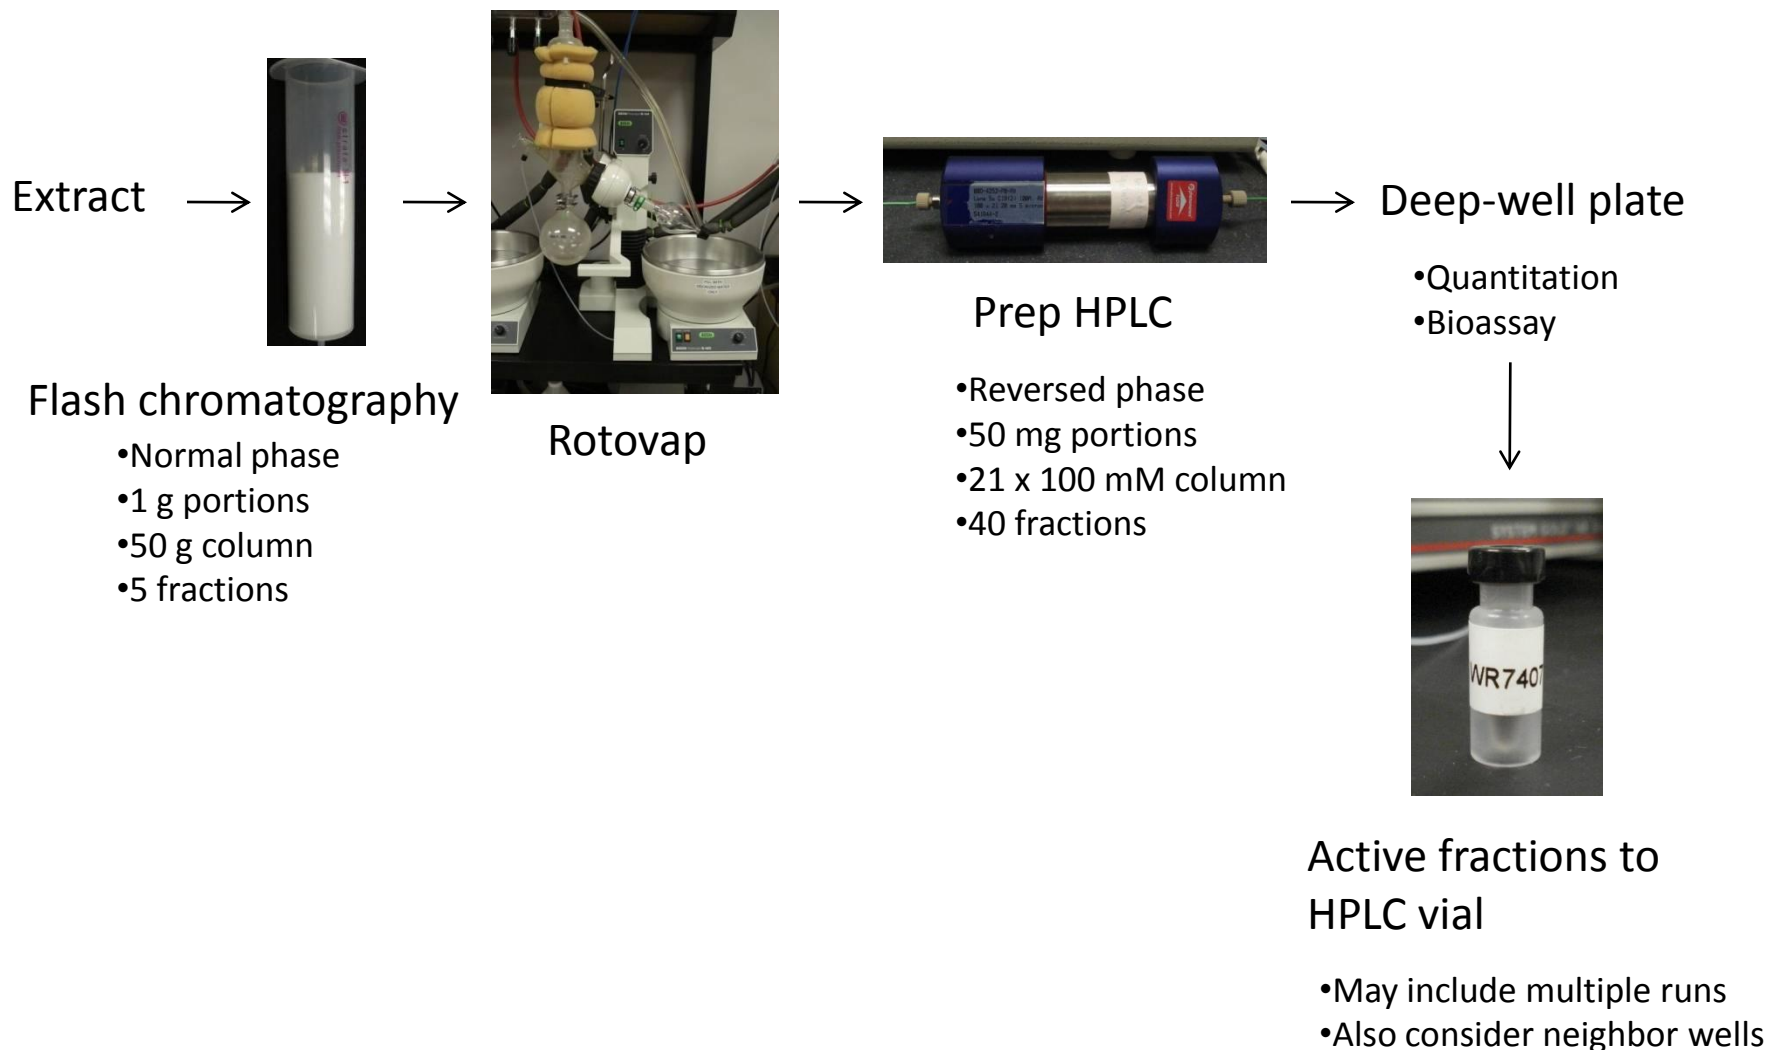 Extract
strata
Flash chromatography
•Normal phase
•1 g portions
•50 g column
•5 fractions
Rotovap
Prep HPLC
•Reversed phase
•50 mg portions
•21 x 100 mM column
•40 fractions
Deep-well plate
•Quantitation
•Bioassay
WR7407
Active fractions to
HPLC vial
•May include multiple runs
•Also consider neighbor wells